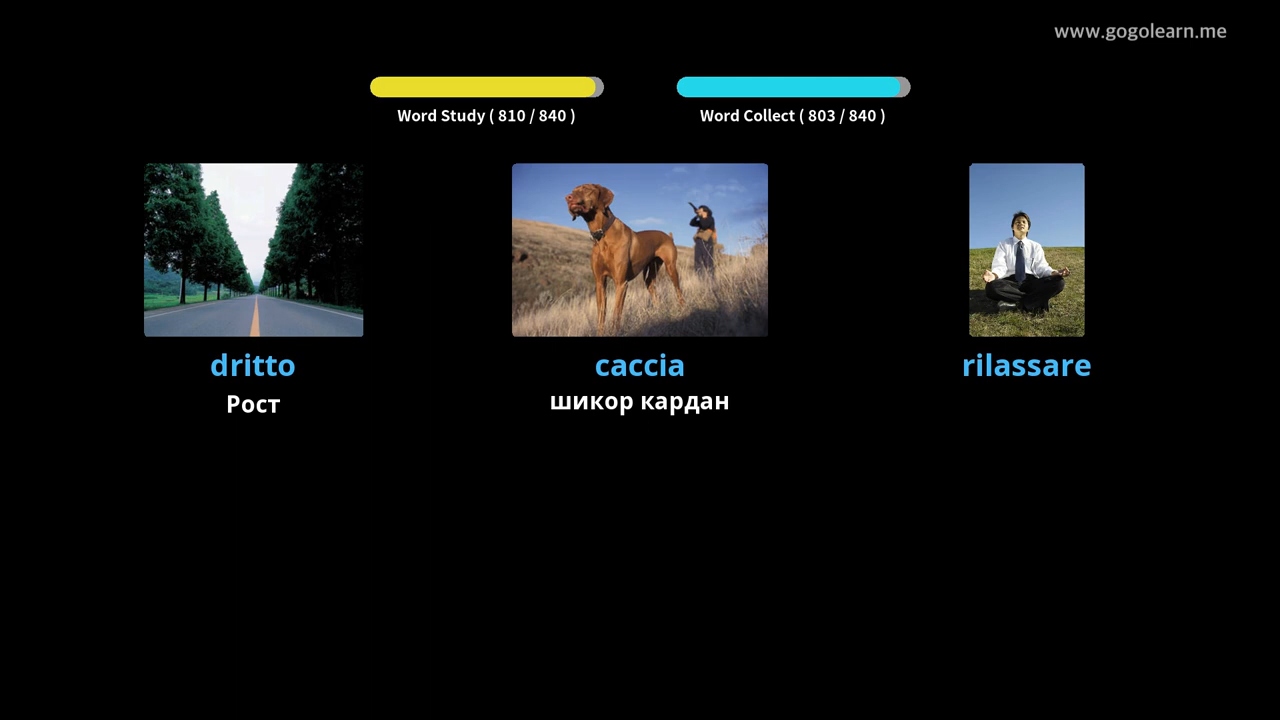 www.gogolearn.me
Word Study ( 810 / 840 )
Word Collect ( 803 / 840 )
dritto
caccia
rilassare
Рост
шикор кардан